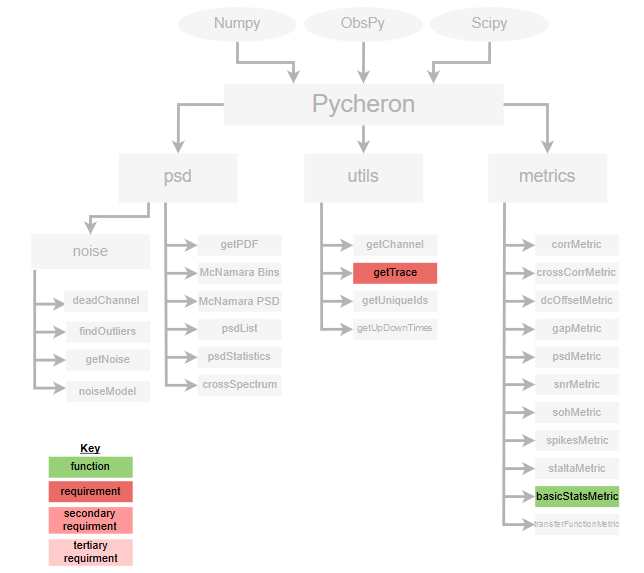 Numpy
ObsPy
Scipy
Pycheron
psd
utils
metrics
noise
deadChannel
findOutliers
getNoise
noiseModel
getPDF
McNamara Bins
McNamara PSD
psdList
psdStatistics
crossSpectrum
getChannel
getTrace
getUniqueIds
getUpDownTimes
corrMetric
crossCorrMetric
dcOffsetMetric
gapMetric
psdMetric
snrMetric
sohMetric
spikesMetric
staltaMetric
basicStatsMetric
transferFunctionMetric
Key
function
requirement
secondary
requirment
tertiary
requirment